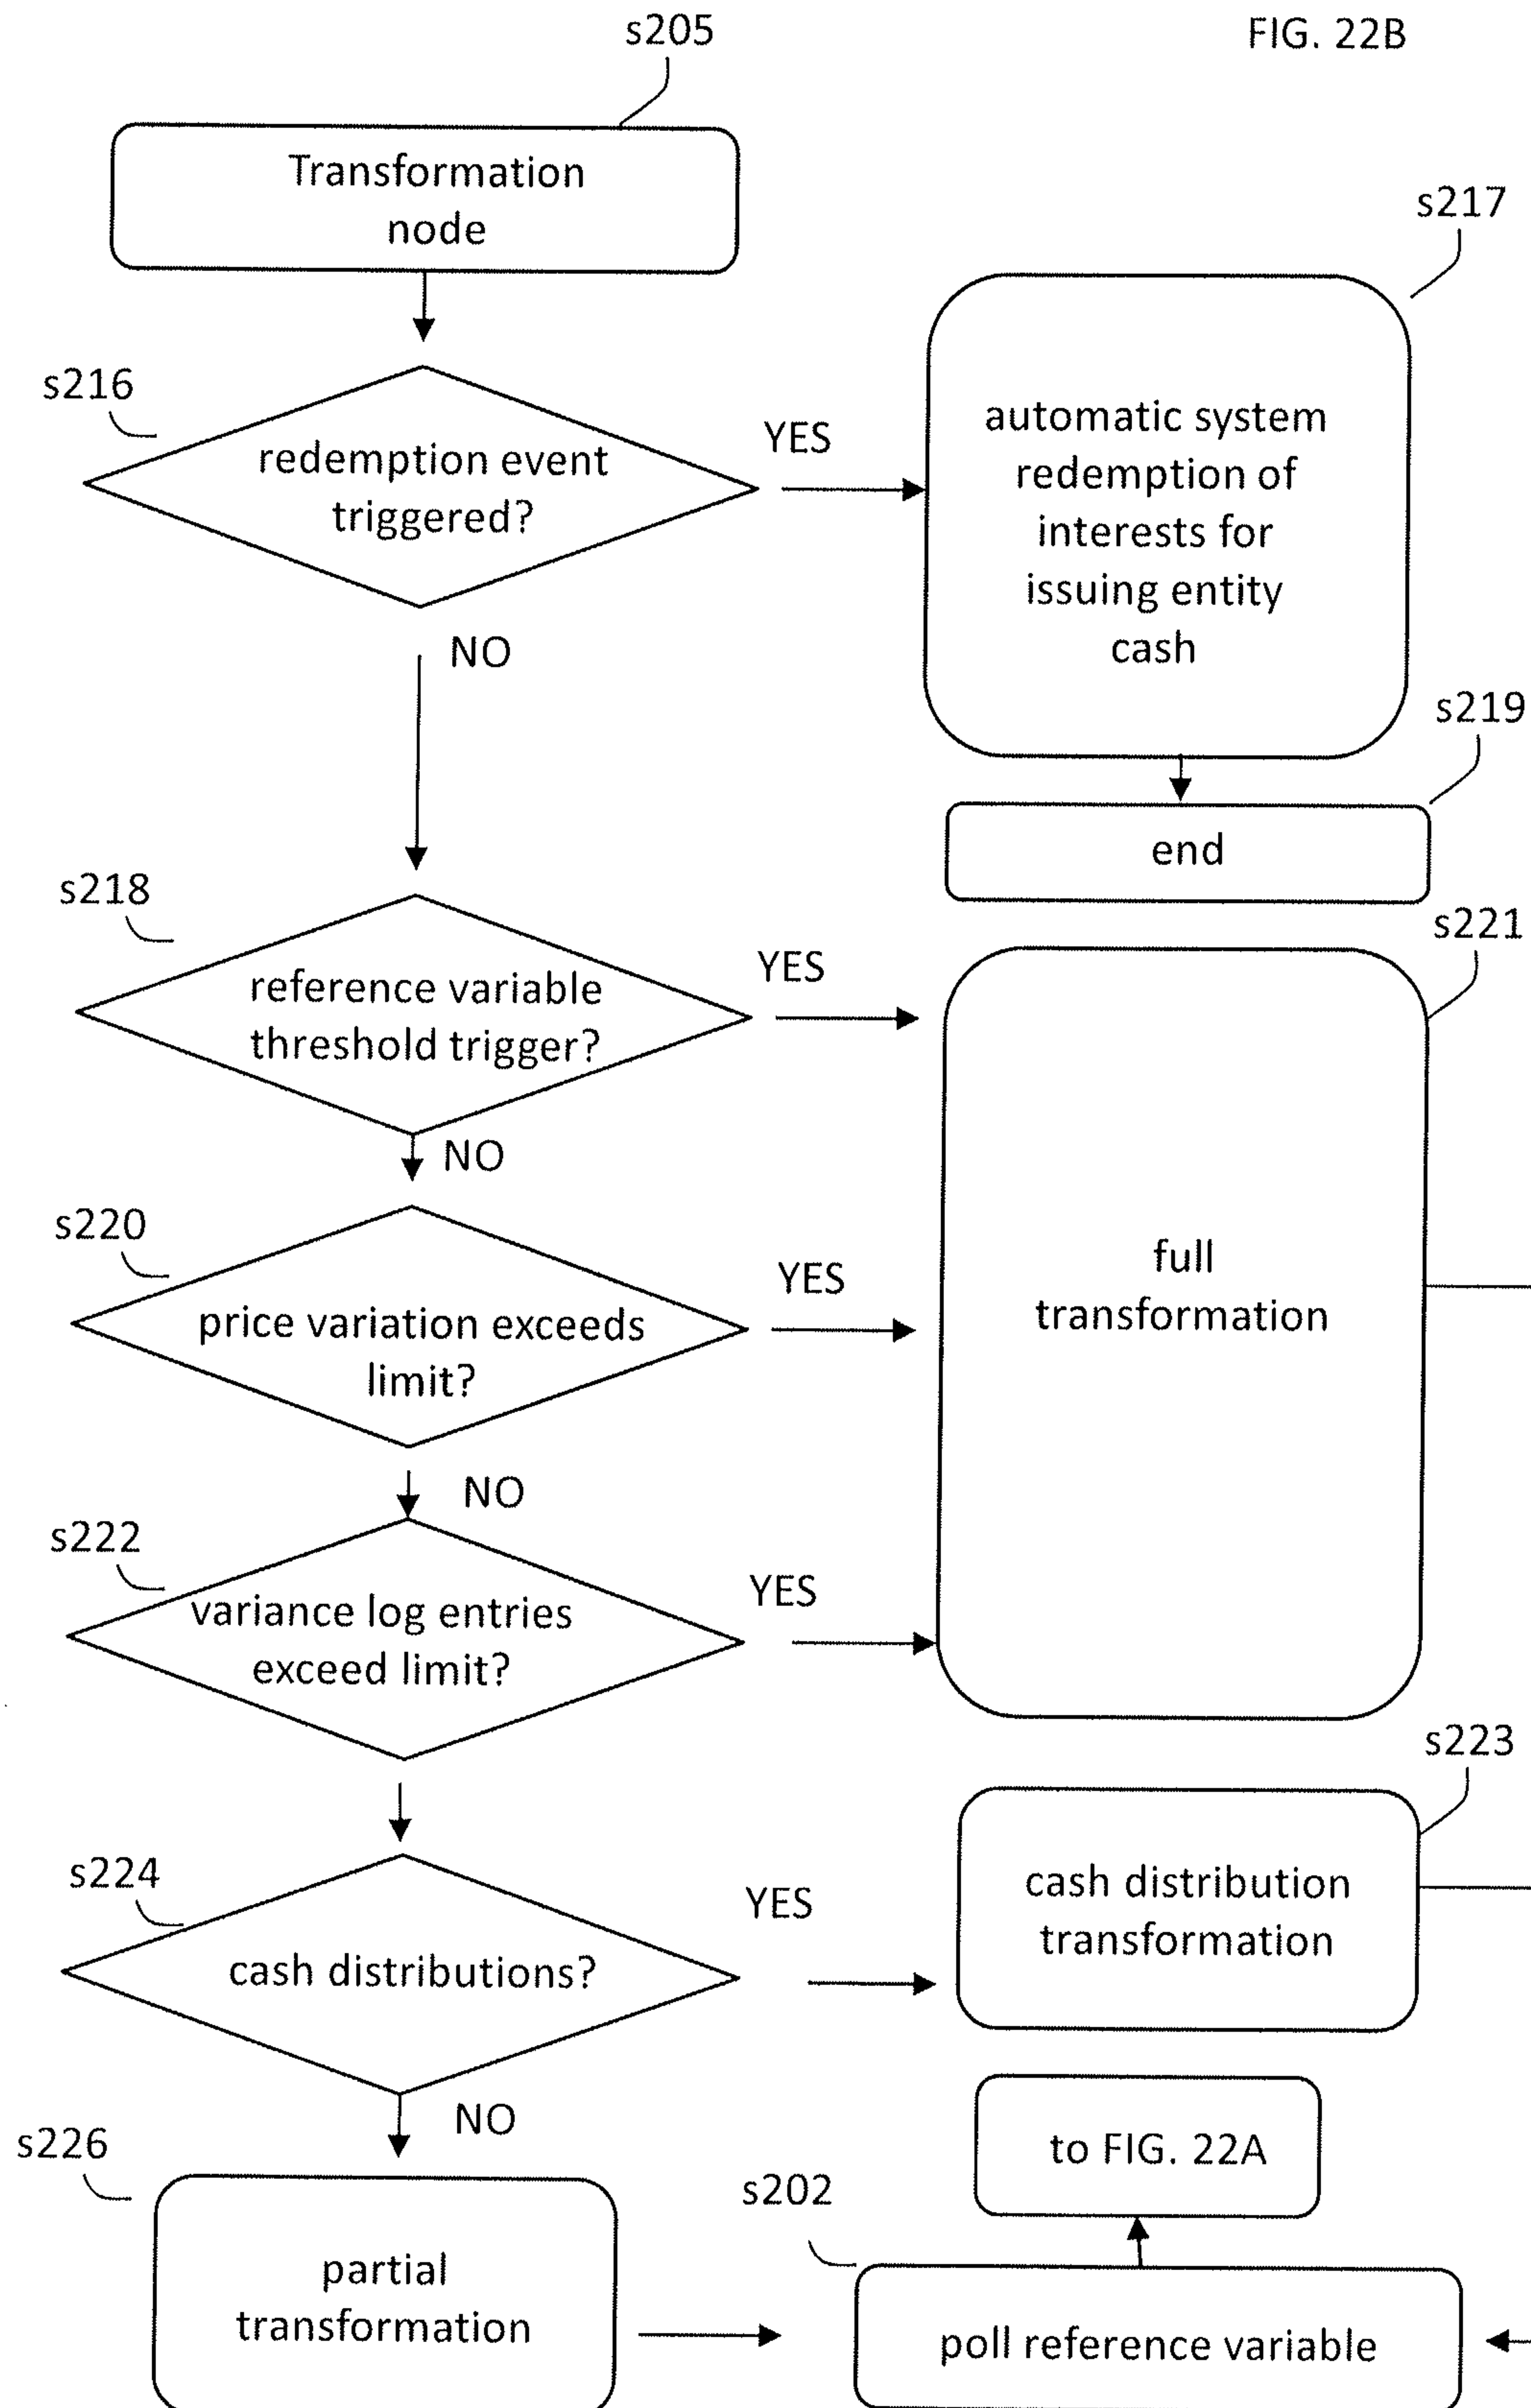 s205
FIG. 22B
Transformation
node
s217
s216
redemption event
triggered?
YES
automatic system
redemption of
interests for
issuing entity
cash
NO
s219
end
s218
reference variable
threshold trigger?
YES
s221
NO
s220
price variation exceeds
limit?
YES
full
transformation
NO
s222
variance log entries
exceed limit?
YES
s223
s224
cash distributions?
YES
cash distribution
transformation
NO
s226
to FIG. 22A
s202
partial
transformation
poll reference variable